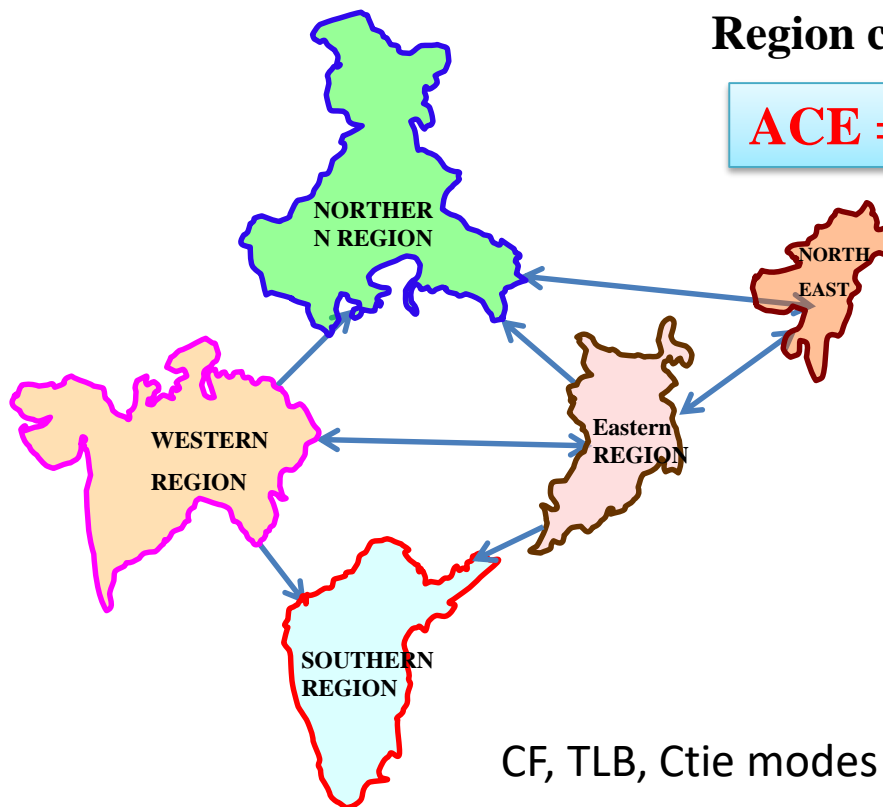 Region c
ACE =
NORTHER
N REGION
NORTH
EAST
WESTERN
REGION
Eastern
REGION
SOUTHERN
REGION
CF, TLB, Ctie modes